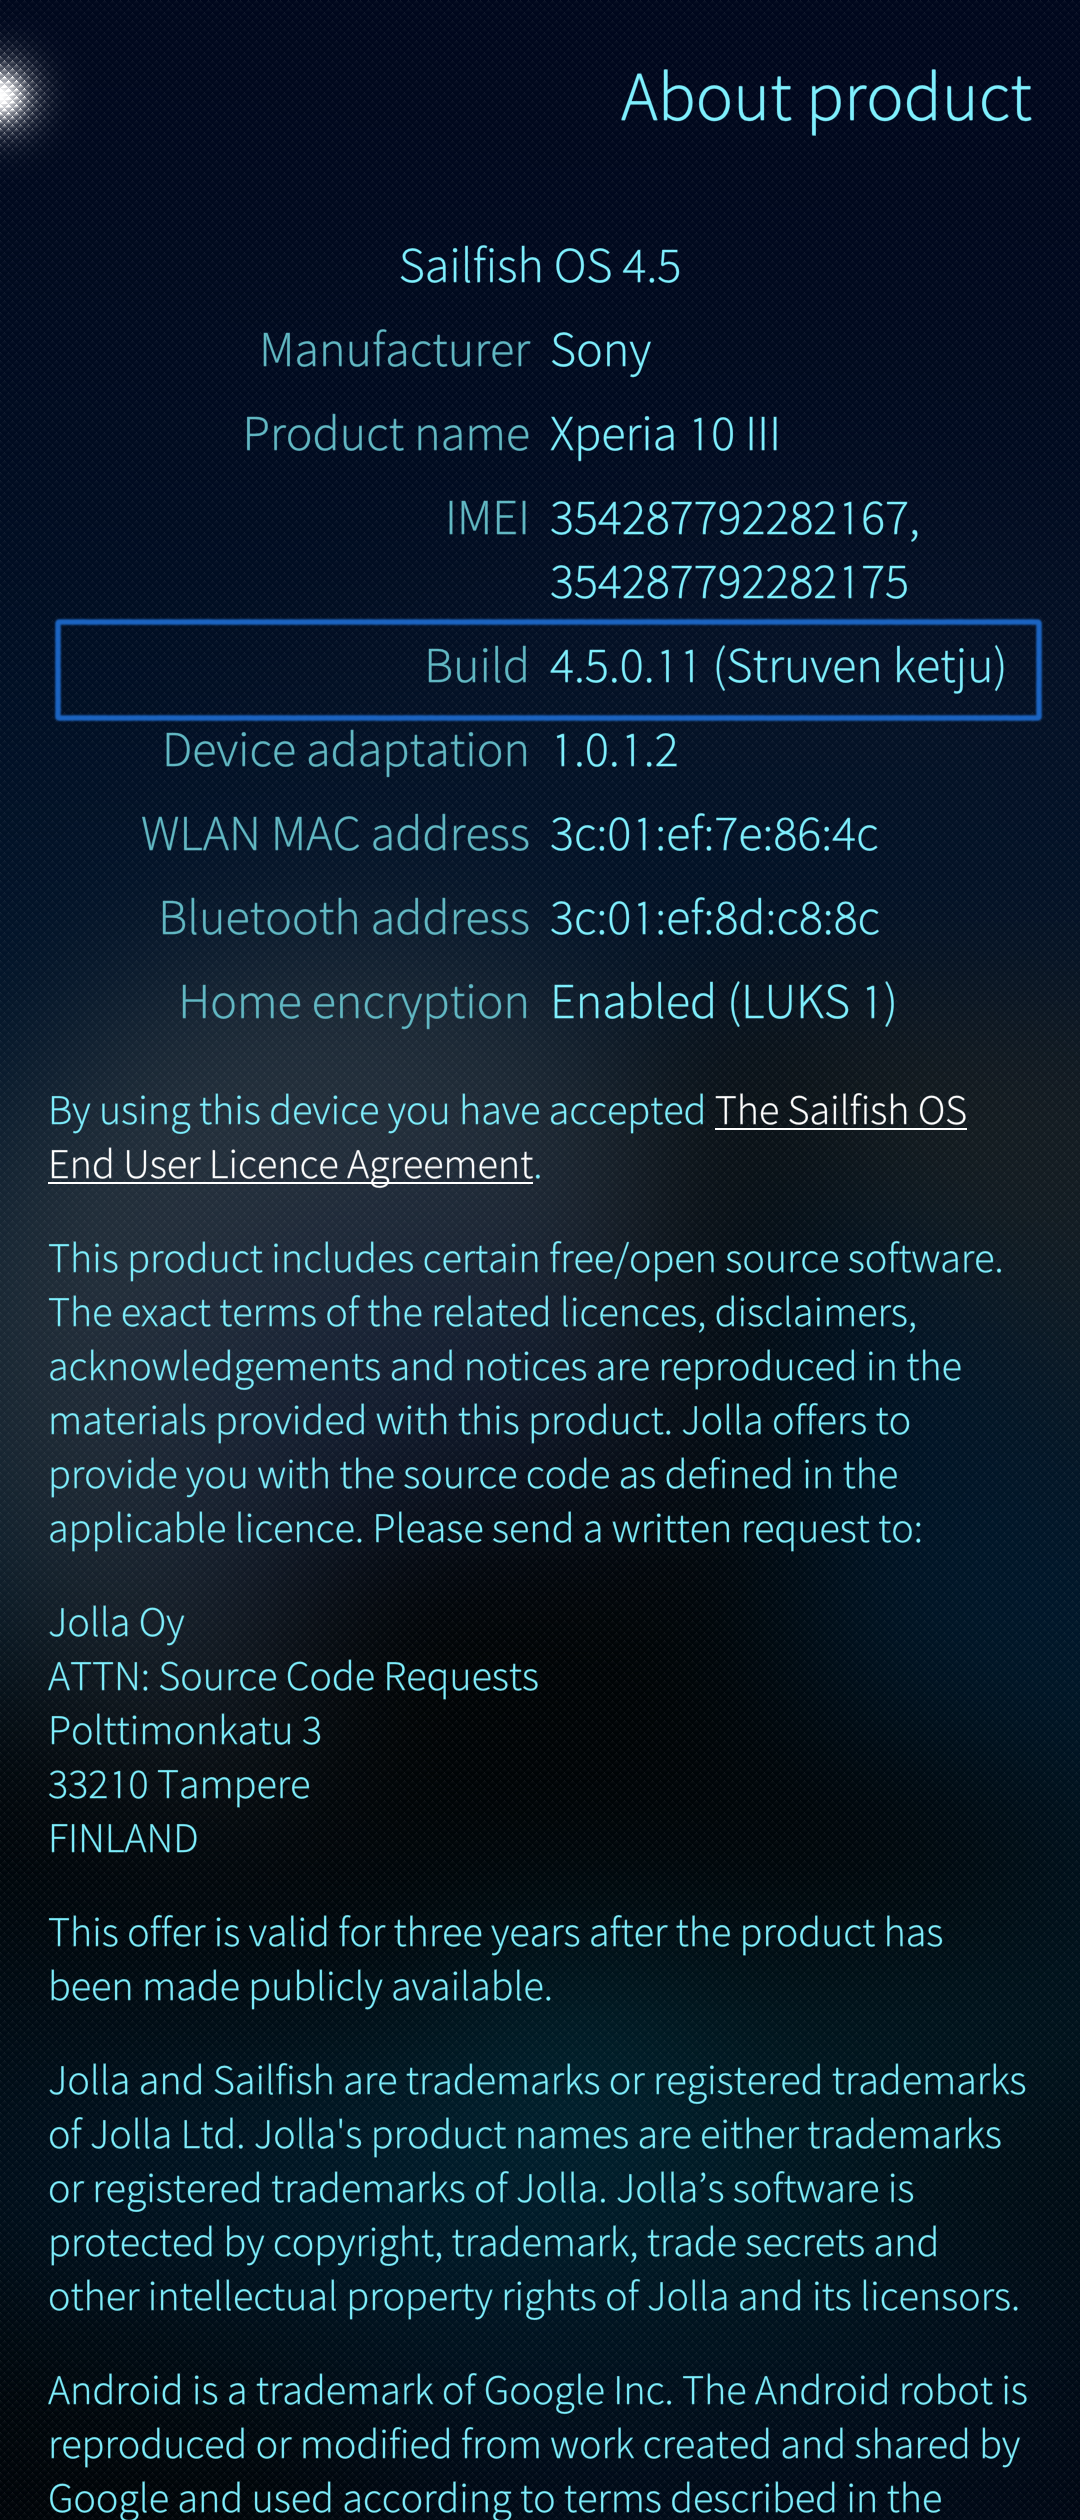 About product
Sailfish OS 4.5
Manufacturer Sony
Product name Xperia 10 III
IMEI 354287792282167,
354287792282175
Build 4.5.0.11 (Struven ketju)
Device adaptation 1.0.1.2
WLAN MAC address 3c:01:ef:7e:86:4c
Bluetooth address 3c:01:ef:8d:c8:8c
Home encryption Enabled (LUKS 1)
By using this device you have accepted The Sailfish OS
End User Licence Agreement.
This product includes certain free/open source software.
The exact terms of the related licences, disclaimers,
acknowledgements and notices are reproduced in the
materials provided with this product. Jolla offers to
provide you with the source code as defined in the
applicable licence. Please send a written request to:
Jolla Oy
ATTN: Source Code Requests
Polttimonkatu 3
33210 Tampere
FINLAND
This offer is valid for three years after the product has
been made publicly available.
Jolla and Sailfish are trademarks or registered trademarks
of Jolla Ltd. Jolla's product names are either trademarks
or registered trademarks of Jolla. Jolla’s software is
protected by copyright, trademark, trade secrets and
other intellectual property rights of Jolla and its licensors.
Android is a trademark of Google Inc. The Android robot is
reproduced or modified from work created and shared by
Google and used according to terms described in the